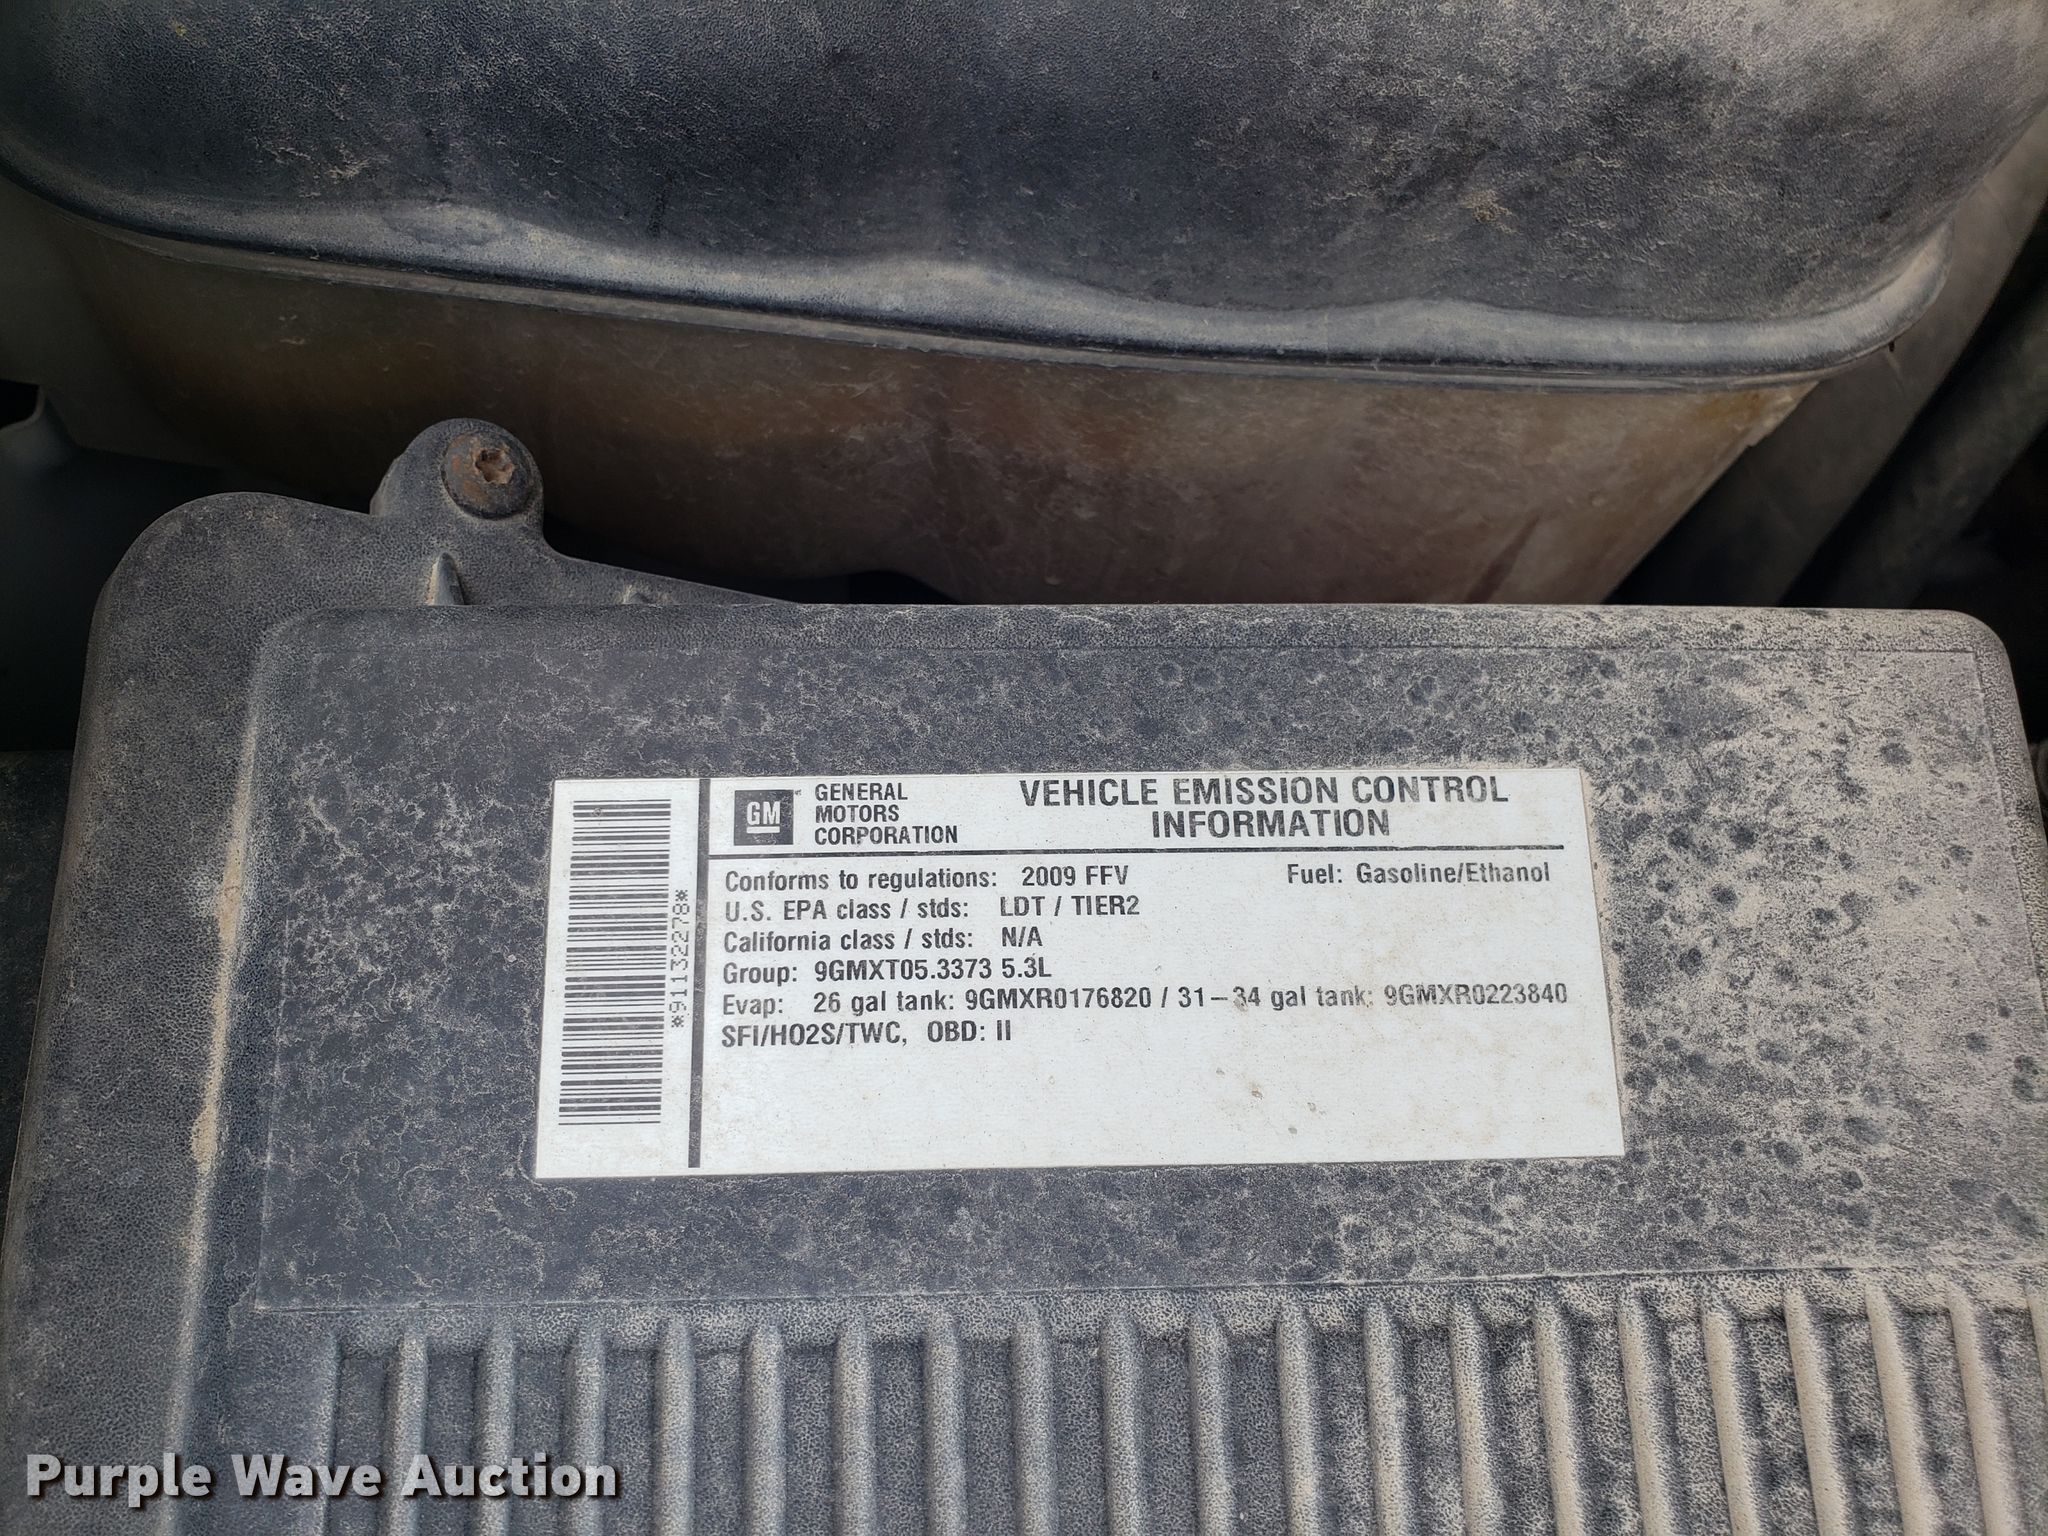 GM
GENERAL
MOTORS
CORPORATION
VEHICLE EMISSION CONTROL
INFORMATION
Conforms to regulations: 2009 FFV Fuel: Gasoline/Ethanol
U.S. EPA class / stds: LDT / TIER2
California class / stds: N/A
Group: 9GMXT05.3373 5.3L
Evap: 26 gal tank: 9GMXR0176820 / 31-34 gal tank: 9GMXR0223840
SFI/HO2S/TWC, OBD: II
*91132278*
Purple Wave Auction